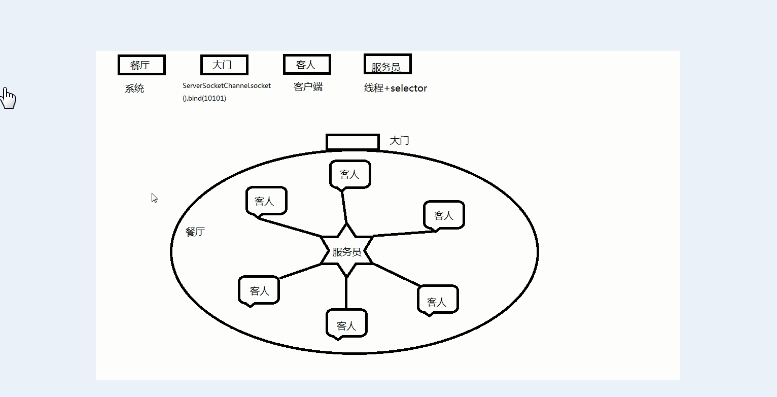 餐厅
大门
客人
服务员
系统
ServerSocketChannel.socket
().bind(10101)
客户端
线程+selector
大门
客人
客人
客人
餐厅
服务员
客人
客人
客人